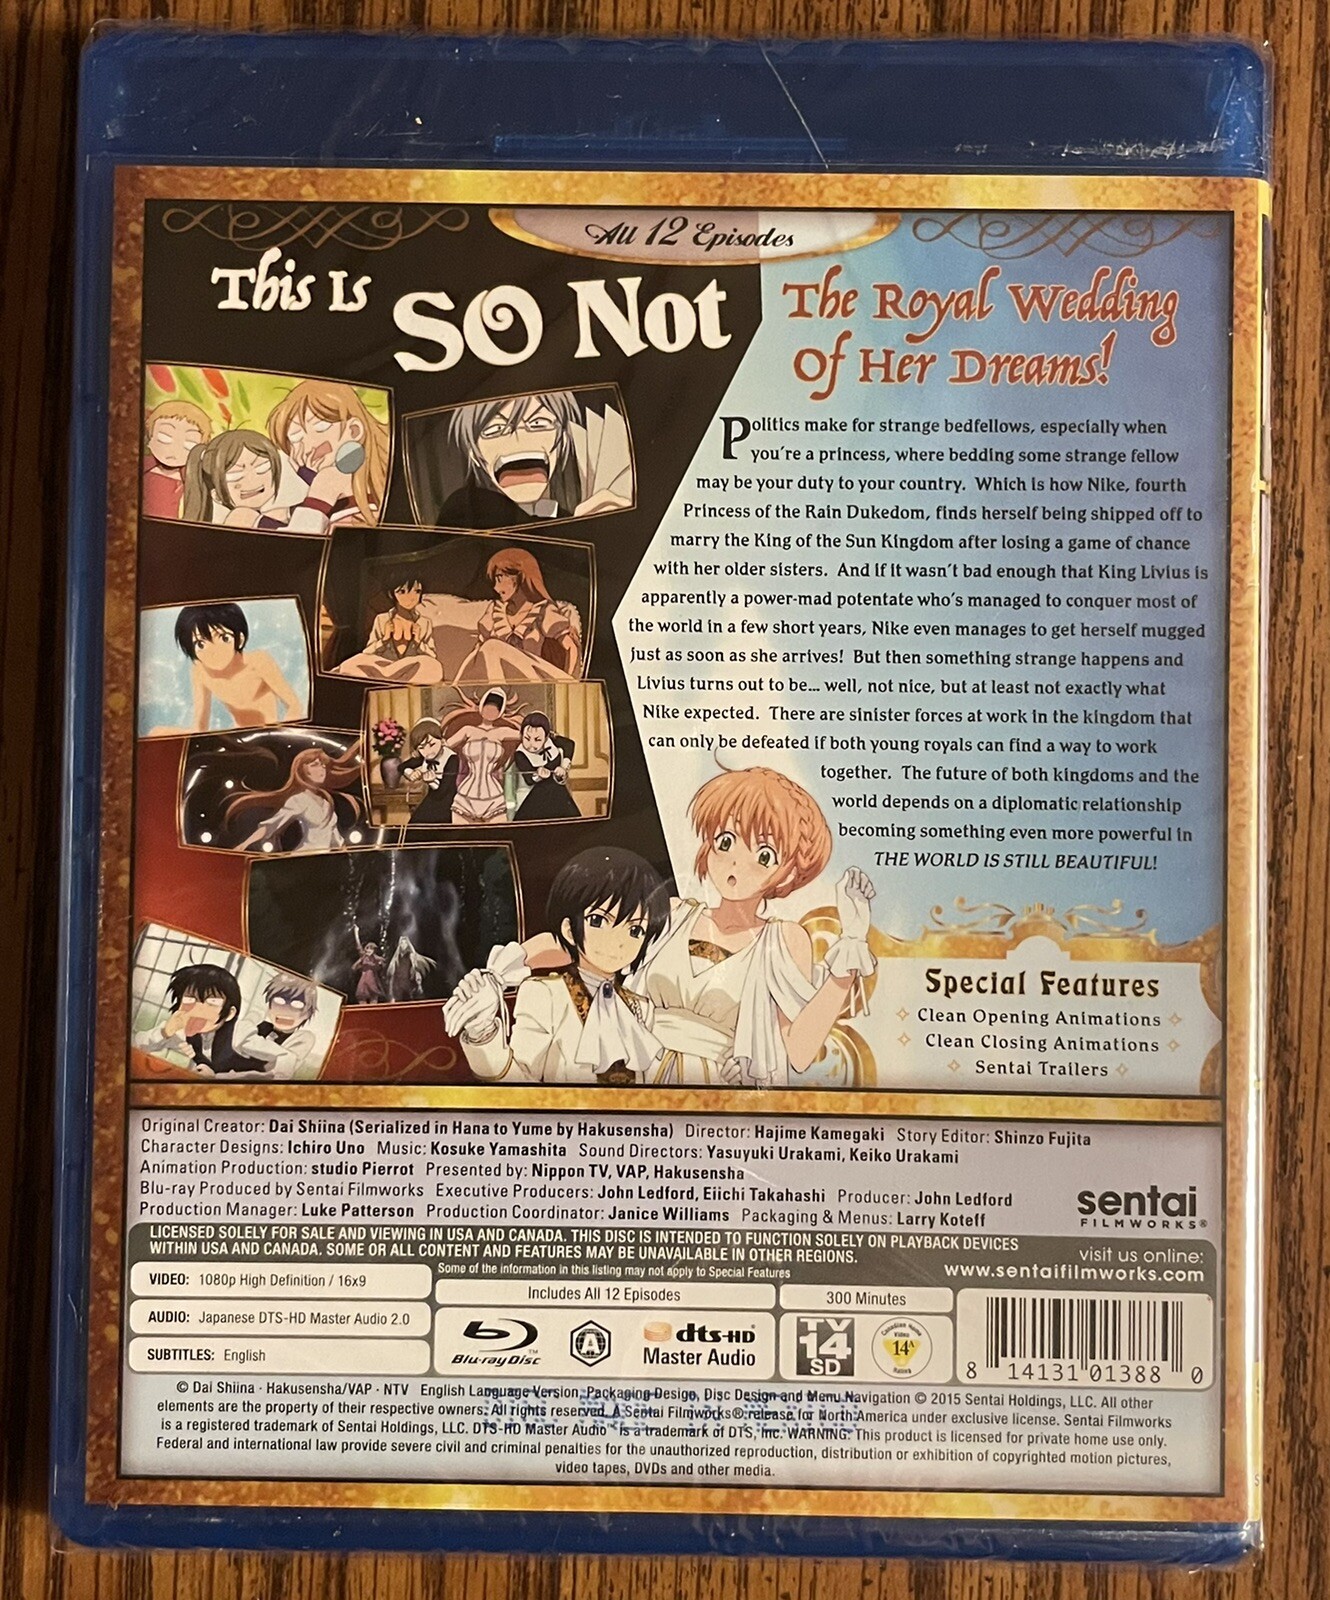 All 12 Episodes
This Is SO Not
The Royal Wedding
Of Her Dreams!
Politics make for strange bedfellows, especially when
you're a princess, where bedding some strange fellow
may be your duty to your country. Which is how Nike, fourth
Princess of the Rain Dukedom, finds herself being shipped off to
marry the King of the Sun Kingdom after losing a game of chance
with her older sisters. And if it wasn't bad enough that King Livius is
apparently a power-mad potentate who's managed to conquer most of
the world in a few short years, Nike even manages to get herself mugged
just as soon as she arrives! But then something strange happens and
Livius turns out to be... well, not nice, but at least not exactly what
Nike expected. There are sinister forces at work in the kingdom that
can only be defeated if both young royals can find a way to work
together. The future of both kingdoms and the
world depends on a diplomatic relationship
becoming something even more powerful in
THE WORLD IS STILL BEAUTIFUL!
Special Features
Clean Opening Animations
Clean Closing Animations
Sentai Trailers
Original Creator: Dai Shiina (Serialized in Hana to Yume by Hakusensha) Director: Hajime Kamegaki Story Editor: Shinzo Fujita
Character Designs: Ichiro Uno Music: Kosuke Yamashita Sound Directors: Yasuyuki Urakami, Keiko Urakami
Animation Production: studio Pierrot Presented by: Nippon TV, VAP, Hakusensha
Blu-ray Produced by Sentai Filmworks Executive Producers: John Ledford, Eiichi Takahashi Producer: John Ledford
Production Manager: Luke Patterson Production Coordinator: Janice Williams Packaging & Menus: Larry Koteff
sentai
FILMWORKS®
LICENSED SOLELY FOR SALE AND VIEWING IN USA AND CANADA. THIS DISC IS INTENDED TO FUNCTION SOLELY ON PLAYBACK DEVICES
WITHIN USA AND CANADA. SOME OR ALL CONTENT AND FEATURES MAY BE UNAVAILABLE IN OTHER REGIONS.
visit us online:
www.sentaifilmworks.com
Some of the information in this listing may not apply to Special Features
VIDEO: 1080p High Definition / 16x9
AUDIO: Japanese DTS-HD Master Audio 2.0
SUBTITLES: English
Includes All 12 Episodes
300 Minutes
Blu-ray Disc™
A
dts-HD
Master Audio
TV
14
SD
Canadian Home
Video
14A
8 14131 01388 0
© Dai Shiina · Hakusensha/VAP · NTV English Language Version, Packaging Design, Disc Design and Menu Navigation © 2015 Sentai Holdings, LLC. All other
elements are the property of their respective owners. All rights reserved. A Sentai Filmworks® release for North America under exclusive license. Sentai Filmworks
is a registered trademark of Sentai Holdings, LLC. DTS-HD Master Audio is a trademark of DTS, Inc. WARNING: This product is licensed for private home use only.
Federal and international law provide severe civil and criminal penalties for the unauthorized reproduction, distribution or exhibition of copyrighted motion pictures,
video tapes, DVDs and other media.